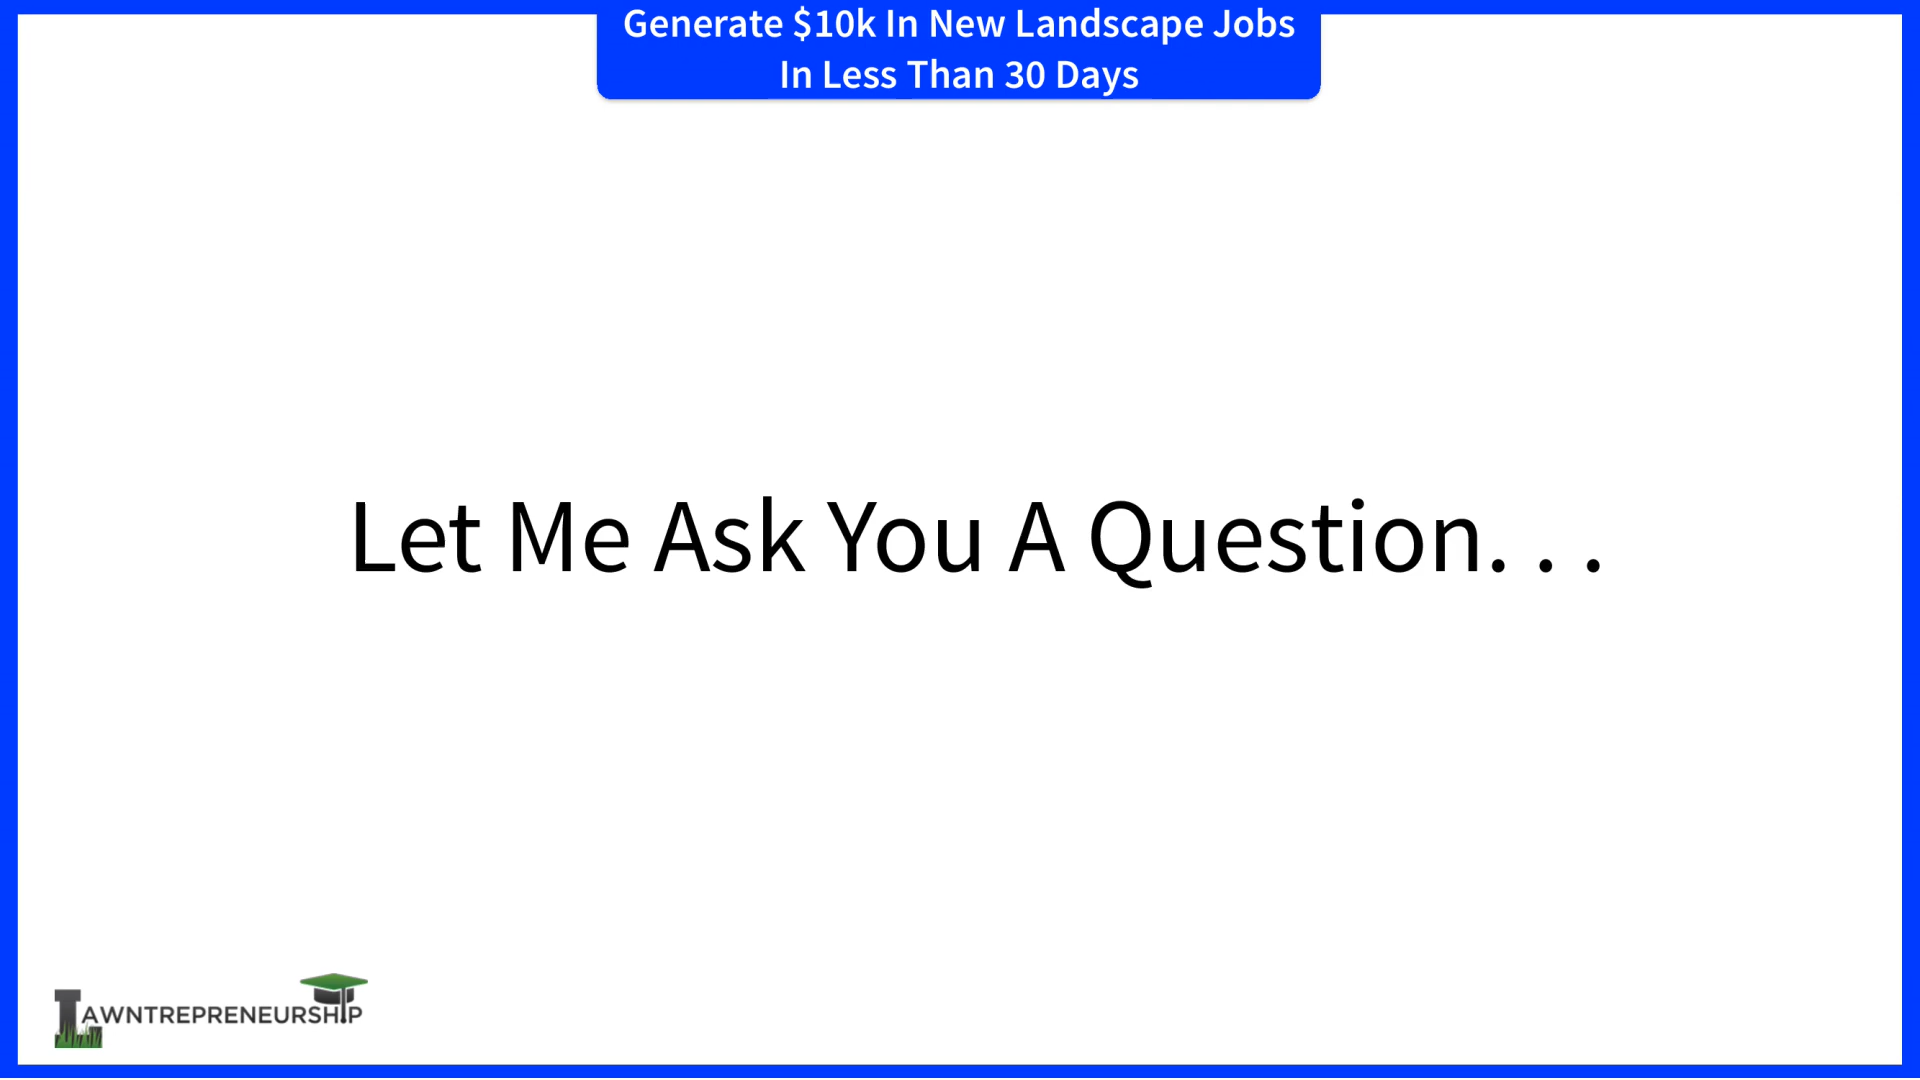 Generate $10k In New Landscape Jobs
In Less Than 30 Days
Let Me Ask You A Question. . .
LAWNTREPRENEURSHIP